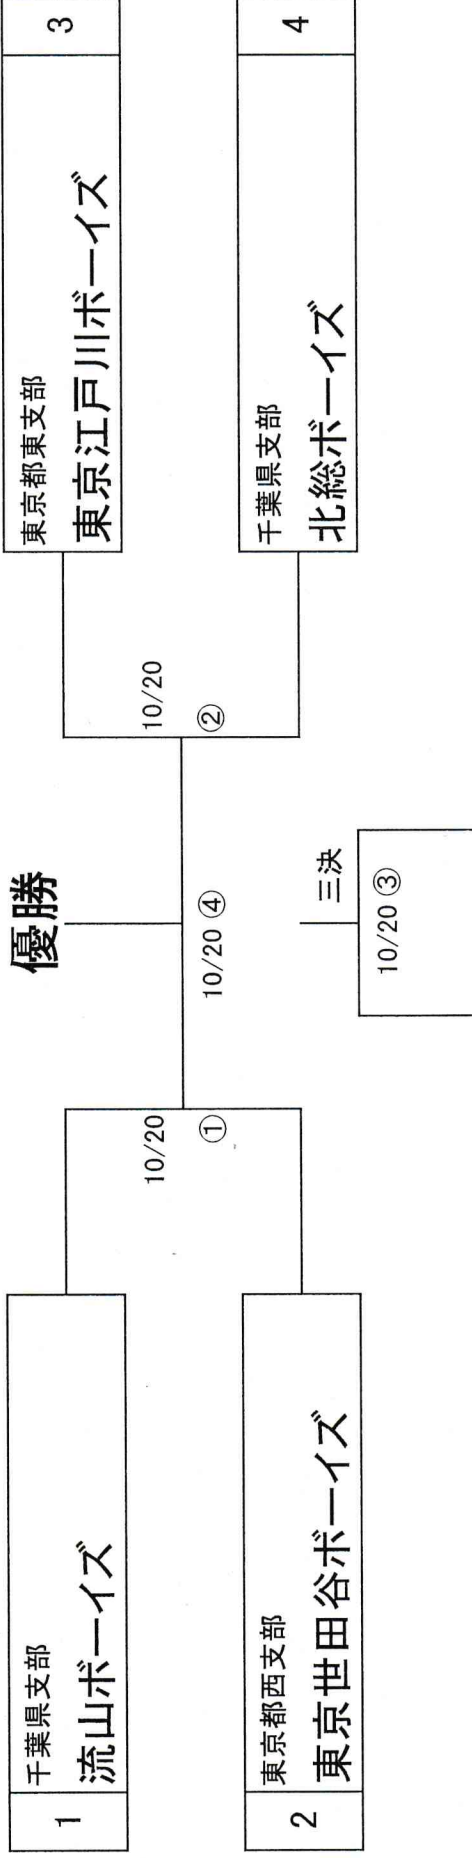 優勝
1
千葉県支部
流山ボーイズ
2
東京都西支部
東京世田谷ボーイズ
10/20
①
10/20 ④
10/20
②
東京都東支部
東京江戸川ボーイズ
3
千葉県支部
北総ボーイズ
4
三決
10/20 ③